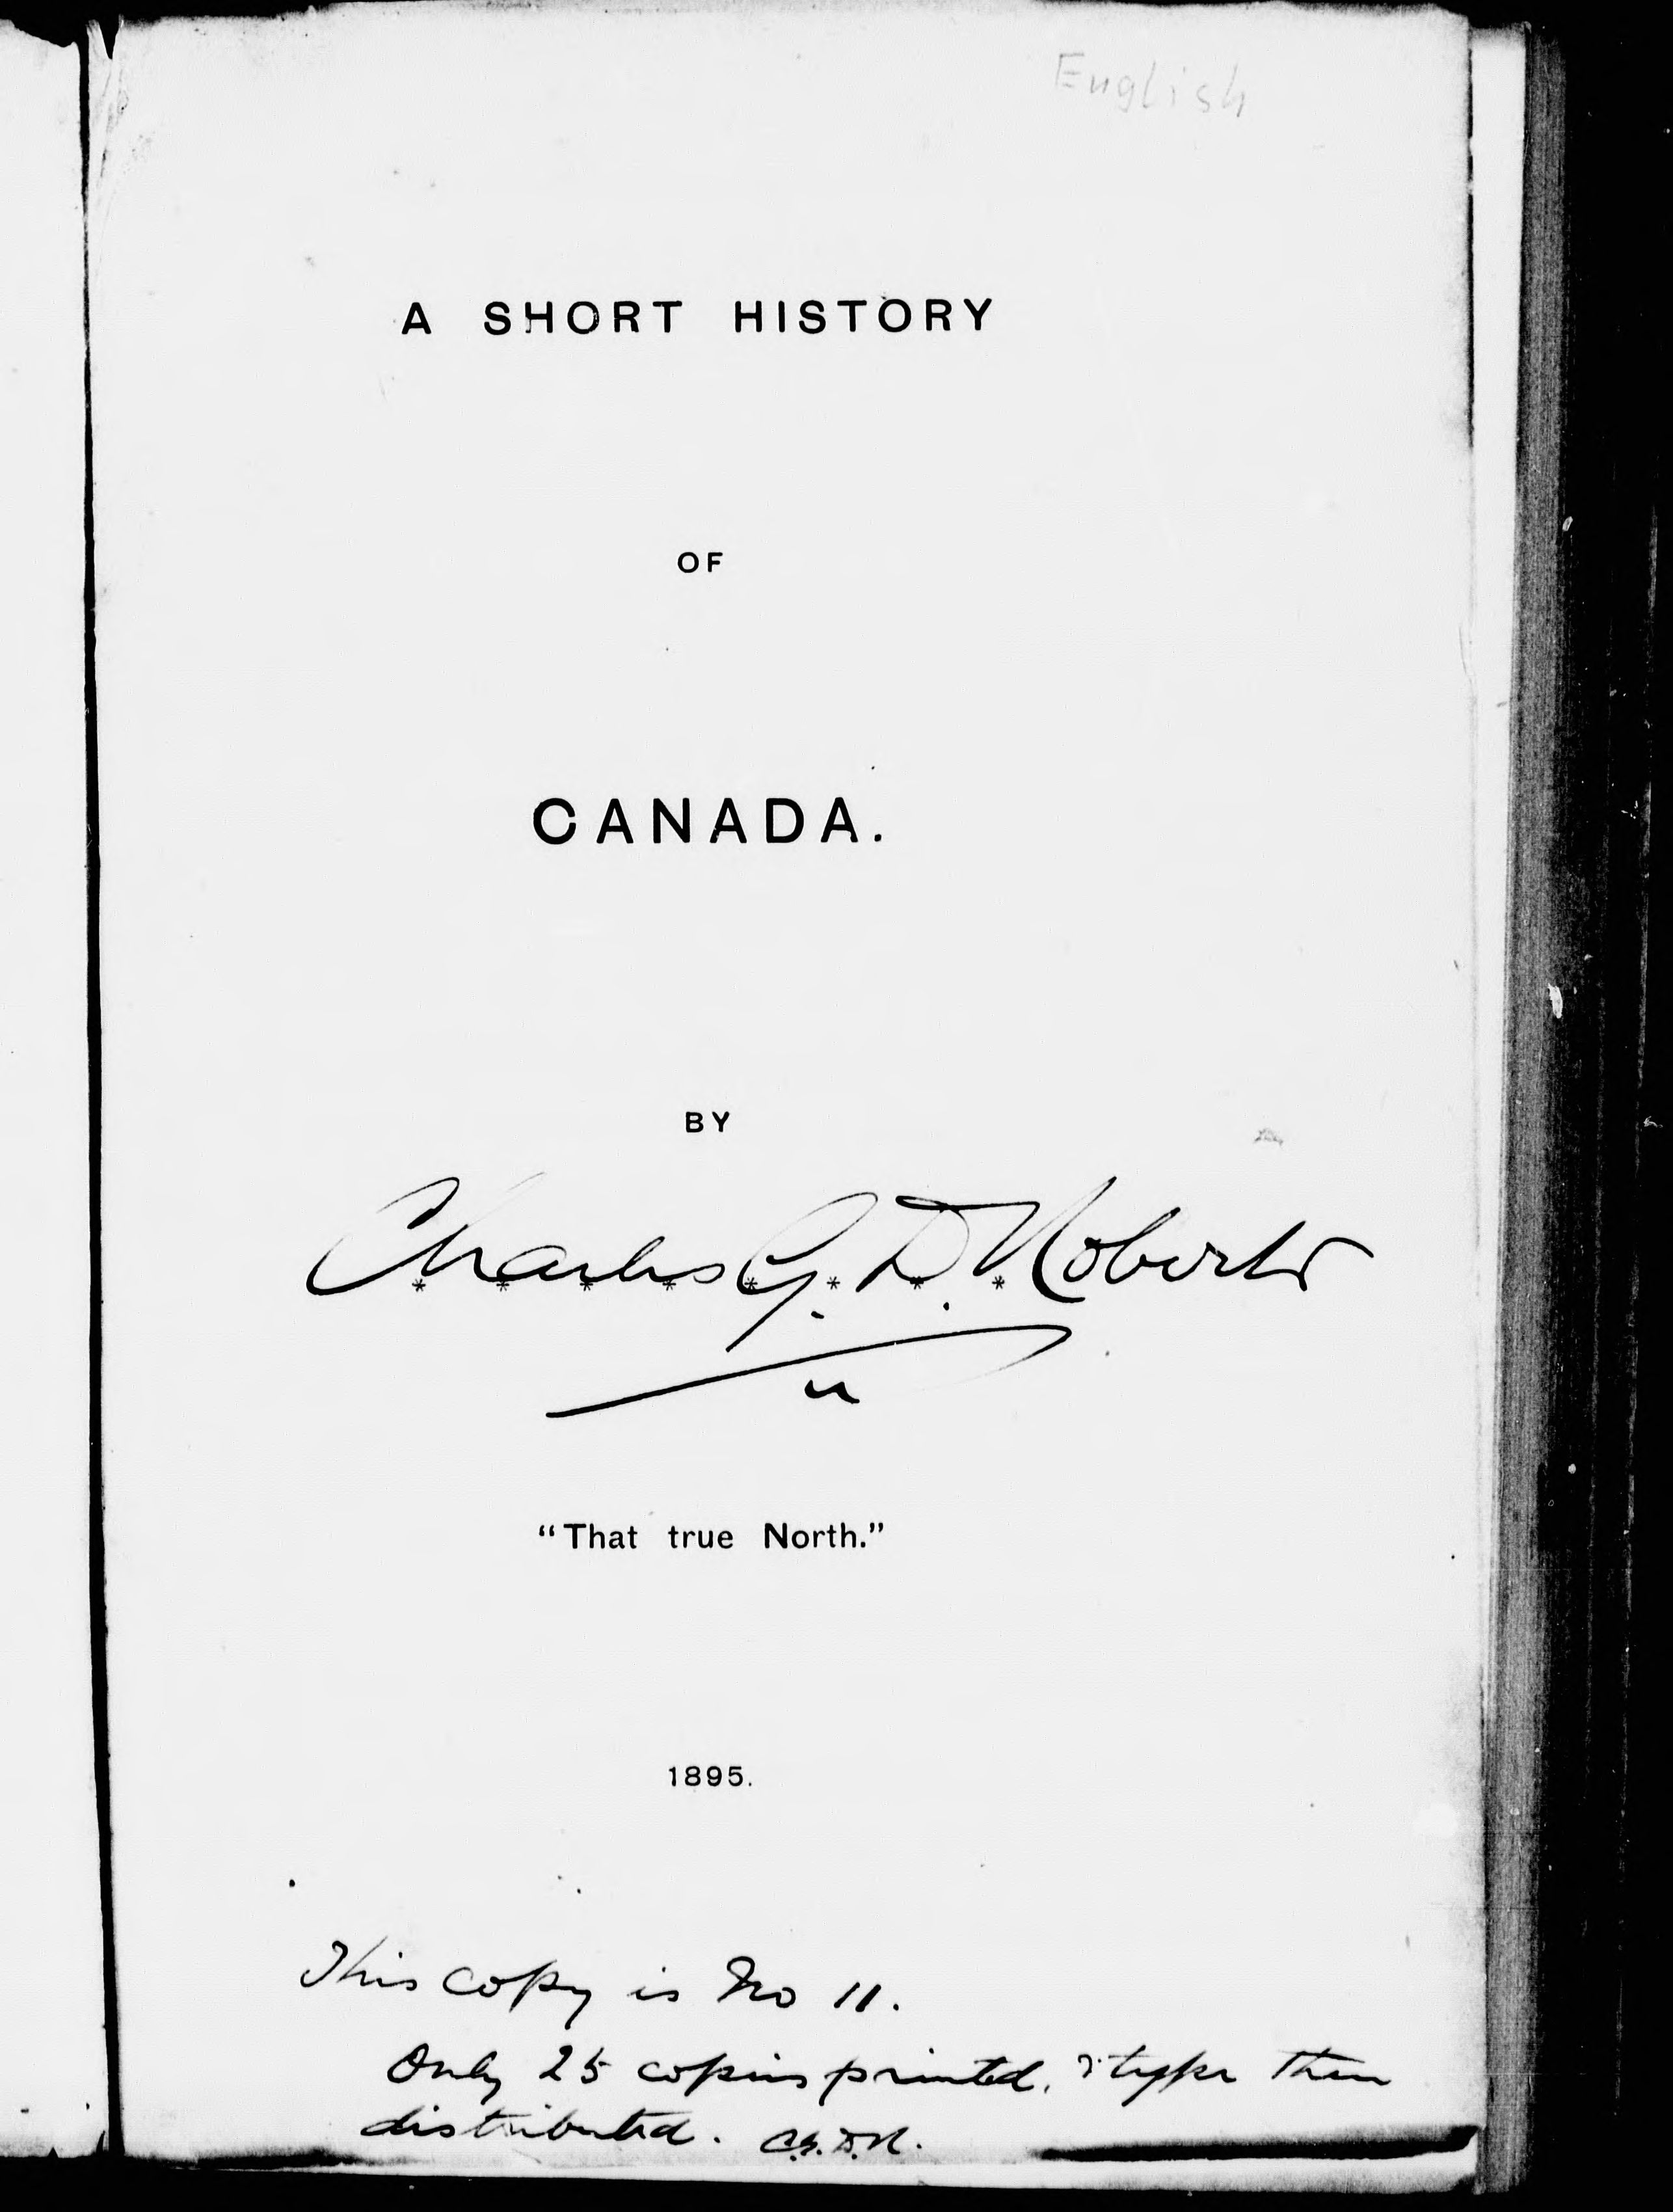 English
A SHORT HISTORY
OF
CANADA.
BY
Charles G. D. Roberts
* * * * * * * *
"That true North."
1895.
This copy is No 11.
Only 25 copies printed, & type then
distributed. C.G.D.R.